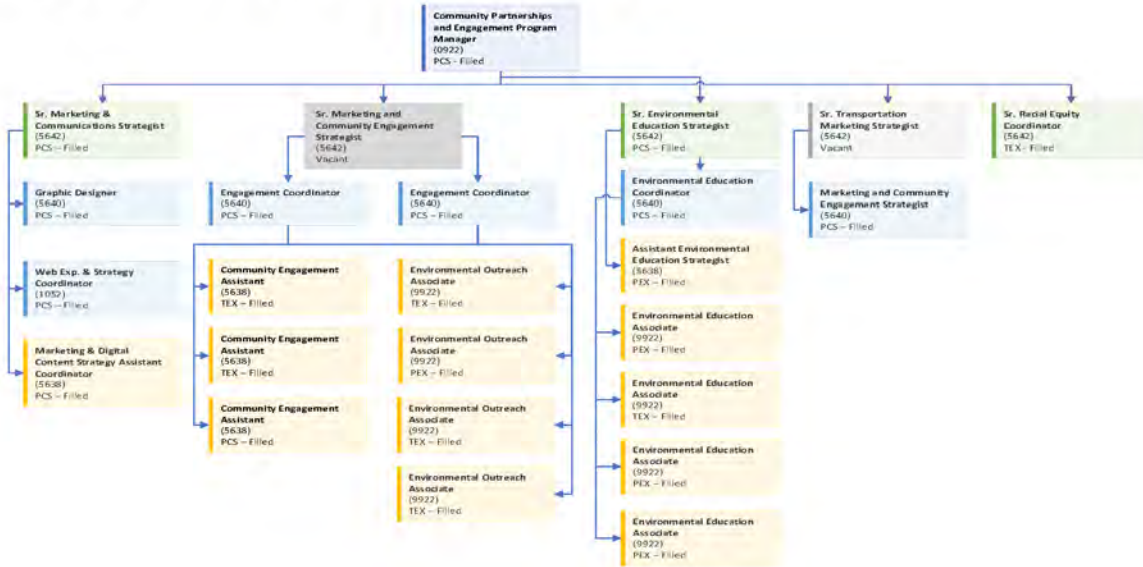 Community Partnerships
and Engagement Program
Manager
(0922)
PCS - Filled
Sr. Marketing &
Communications Strategist
(5642)
PCS – Filled
Graphic Designer
(5640)
PCS – Filled
Web Exp. & Strategy
Coordinator
(1052)
PCS – Filled
Marketing & Digital
Content Strategy Assistant
Coordinator
(5638)
PCS – Filled
Sr. Marketing and
Community Engagement
Strategist
(5642)
Vacant
Engagement Coordinator
(5640)
PCS – Filled
Community Engagement
Assistant
(5638)
TEX – Filled
Community Engagement
Assistant
(5638)
TEX – Filled
Community Engagement
Assistant
(5638)
PCS – Filled
Engagement Coordinator
(5640)
PCS – Filled
Environmental Outreach
Associate
(9922)
TEX – Filled
Environmental Outreach
Associate
(9922)
PEX – Filled
Environmental Outreach
Associate
(9922)
TEX – Filled
Environmental Outreach
Associate
(9922)
TEX – Filled
Sr. Environmental
Education Strategist
(5642)
PCS – Filled
Environmental Education
Coordinator
(5640)
PCS – Filled
Assistant Environmental
Education Strategist
(5638)
PEX – Filled
Environmental Education
Associate
(9922)
PEX – Filled
Environmental Education
Associate
(9922)
TEX – Filled
Environmental Education
Associate
(9922)
PEX – Filled
Environmental Education
Associate
(9922)
PEX – Filled
Sr. Transportation
Marketing Strategist
(5642)
Vacant
Marketing and Community
Engagement Strategist
(5640)
PCS – Filled
Sr. Racial Equity
Coordinator
(5642)
TEX – Filled